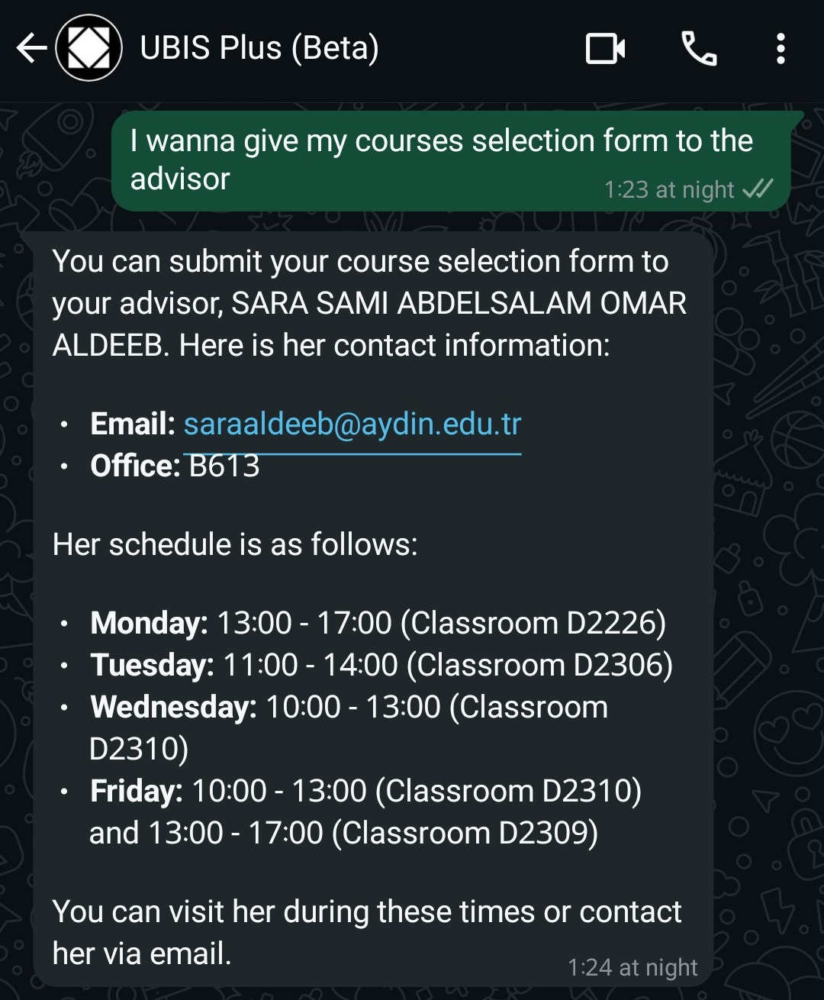 UBIS Plus (Beta)
I wanna give my courses selection form to the
advisor
1:23 at night
You can submit your course selection form to
your advisor, SARA SAMI ABDELSALAM OMAR
ALDEEB. Here is her contact information:
• Email: saraaldeeb@aydin.edu.tr
• Office: B613
Her schedule is as follows:
• Monday: 13:00 - 17:00 (Classroom D2226)
• Tuesday: 11:00 - 14:00 (Classroom D2306)
• Wednesday: 10:00 - 13:00 (Classroom
D2310)
• Friday: 10:00 - 13:00 (Classroom D2310)
and 13:00 - 17:00 (Classroom D2309)
You can visit her during these times or contact
her via email.
1:24 at night